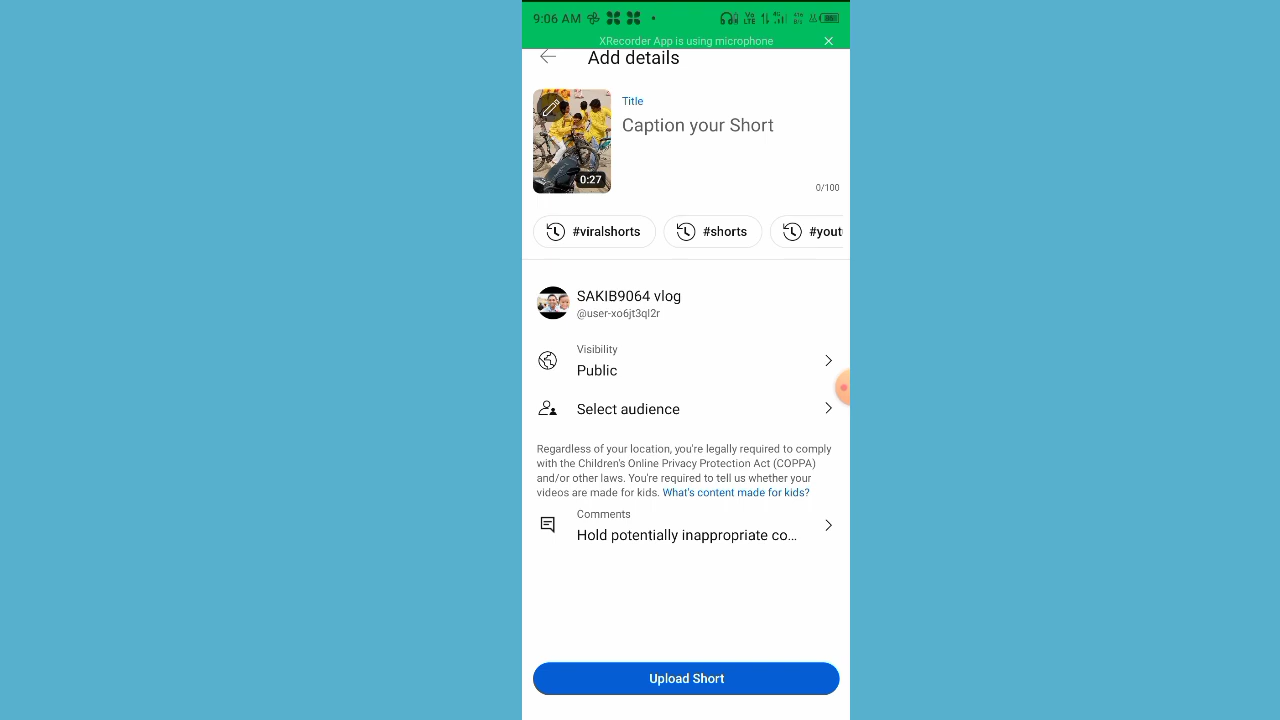 9:06 AM
Vo
LTE
4G
XRecorder App is using microphone
Add details
Title
Caption your Short
0:27
0/100
#viralshorts
#shorts
#yout
SAKIB9064 vlog
@user-xo6jt3ql2r
Visibility
Public
Select audience
Regardless of your location, you're legally required to comply
with the Children's Online Privacy Protection Act (COPPA)
and/or other laws. You're required to tell us whether your
videos are made for kids. What's content made for kids?
Comments
Hold potentially inappropriate co...
Upload Short